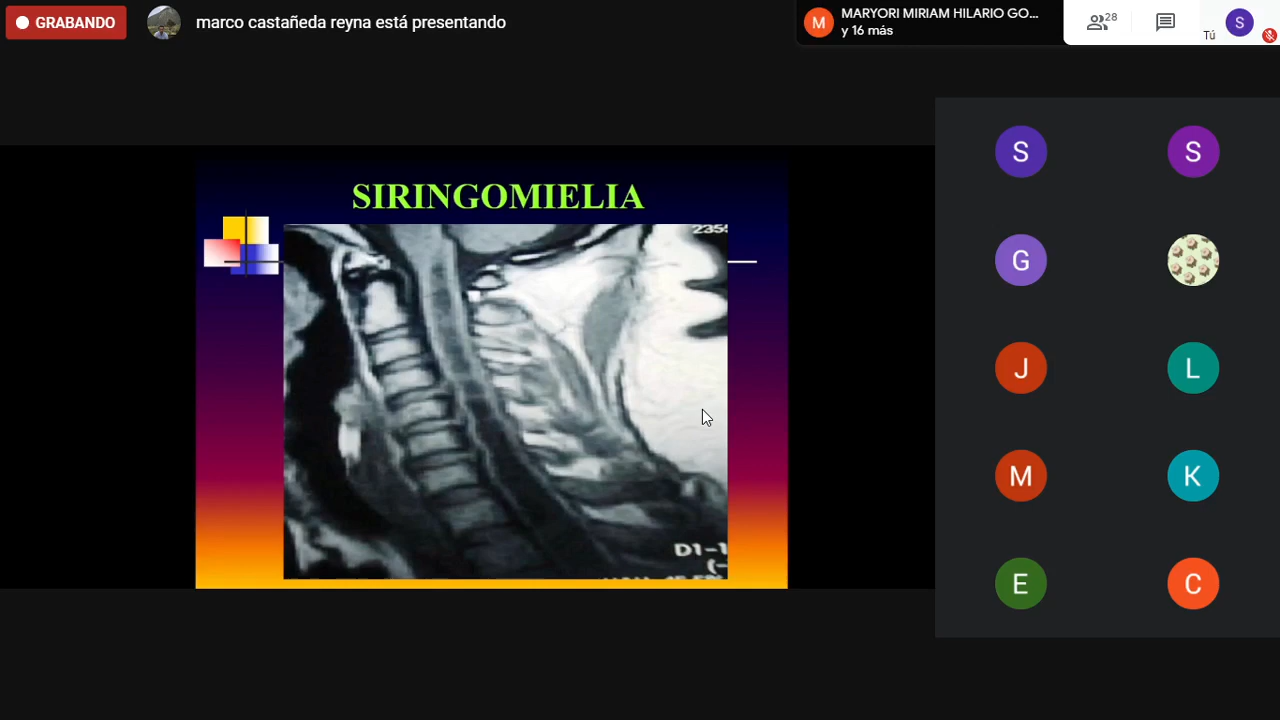 GRABANDO
marco castañeda reyna está presentando
M
MARYORI MIRIAM HILARIO GO...
y 16 más
28
Tú
S
SIRINGOMIELIA
D1-1
(-
S
S
G
J
L
M
K
E
C